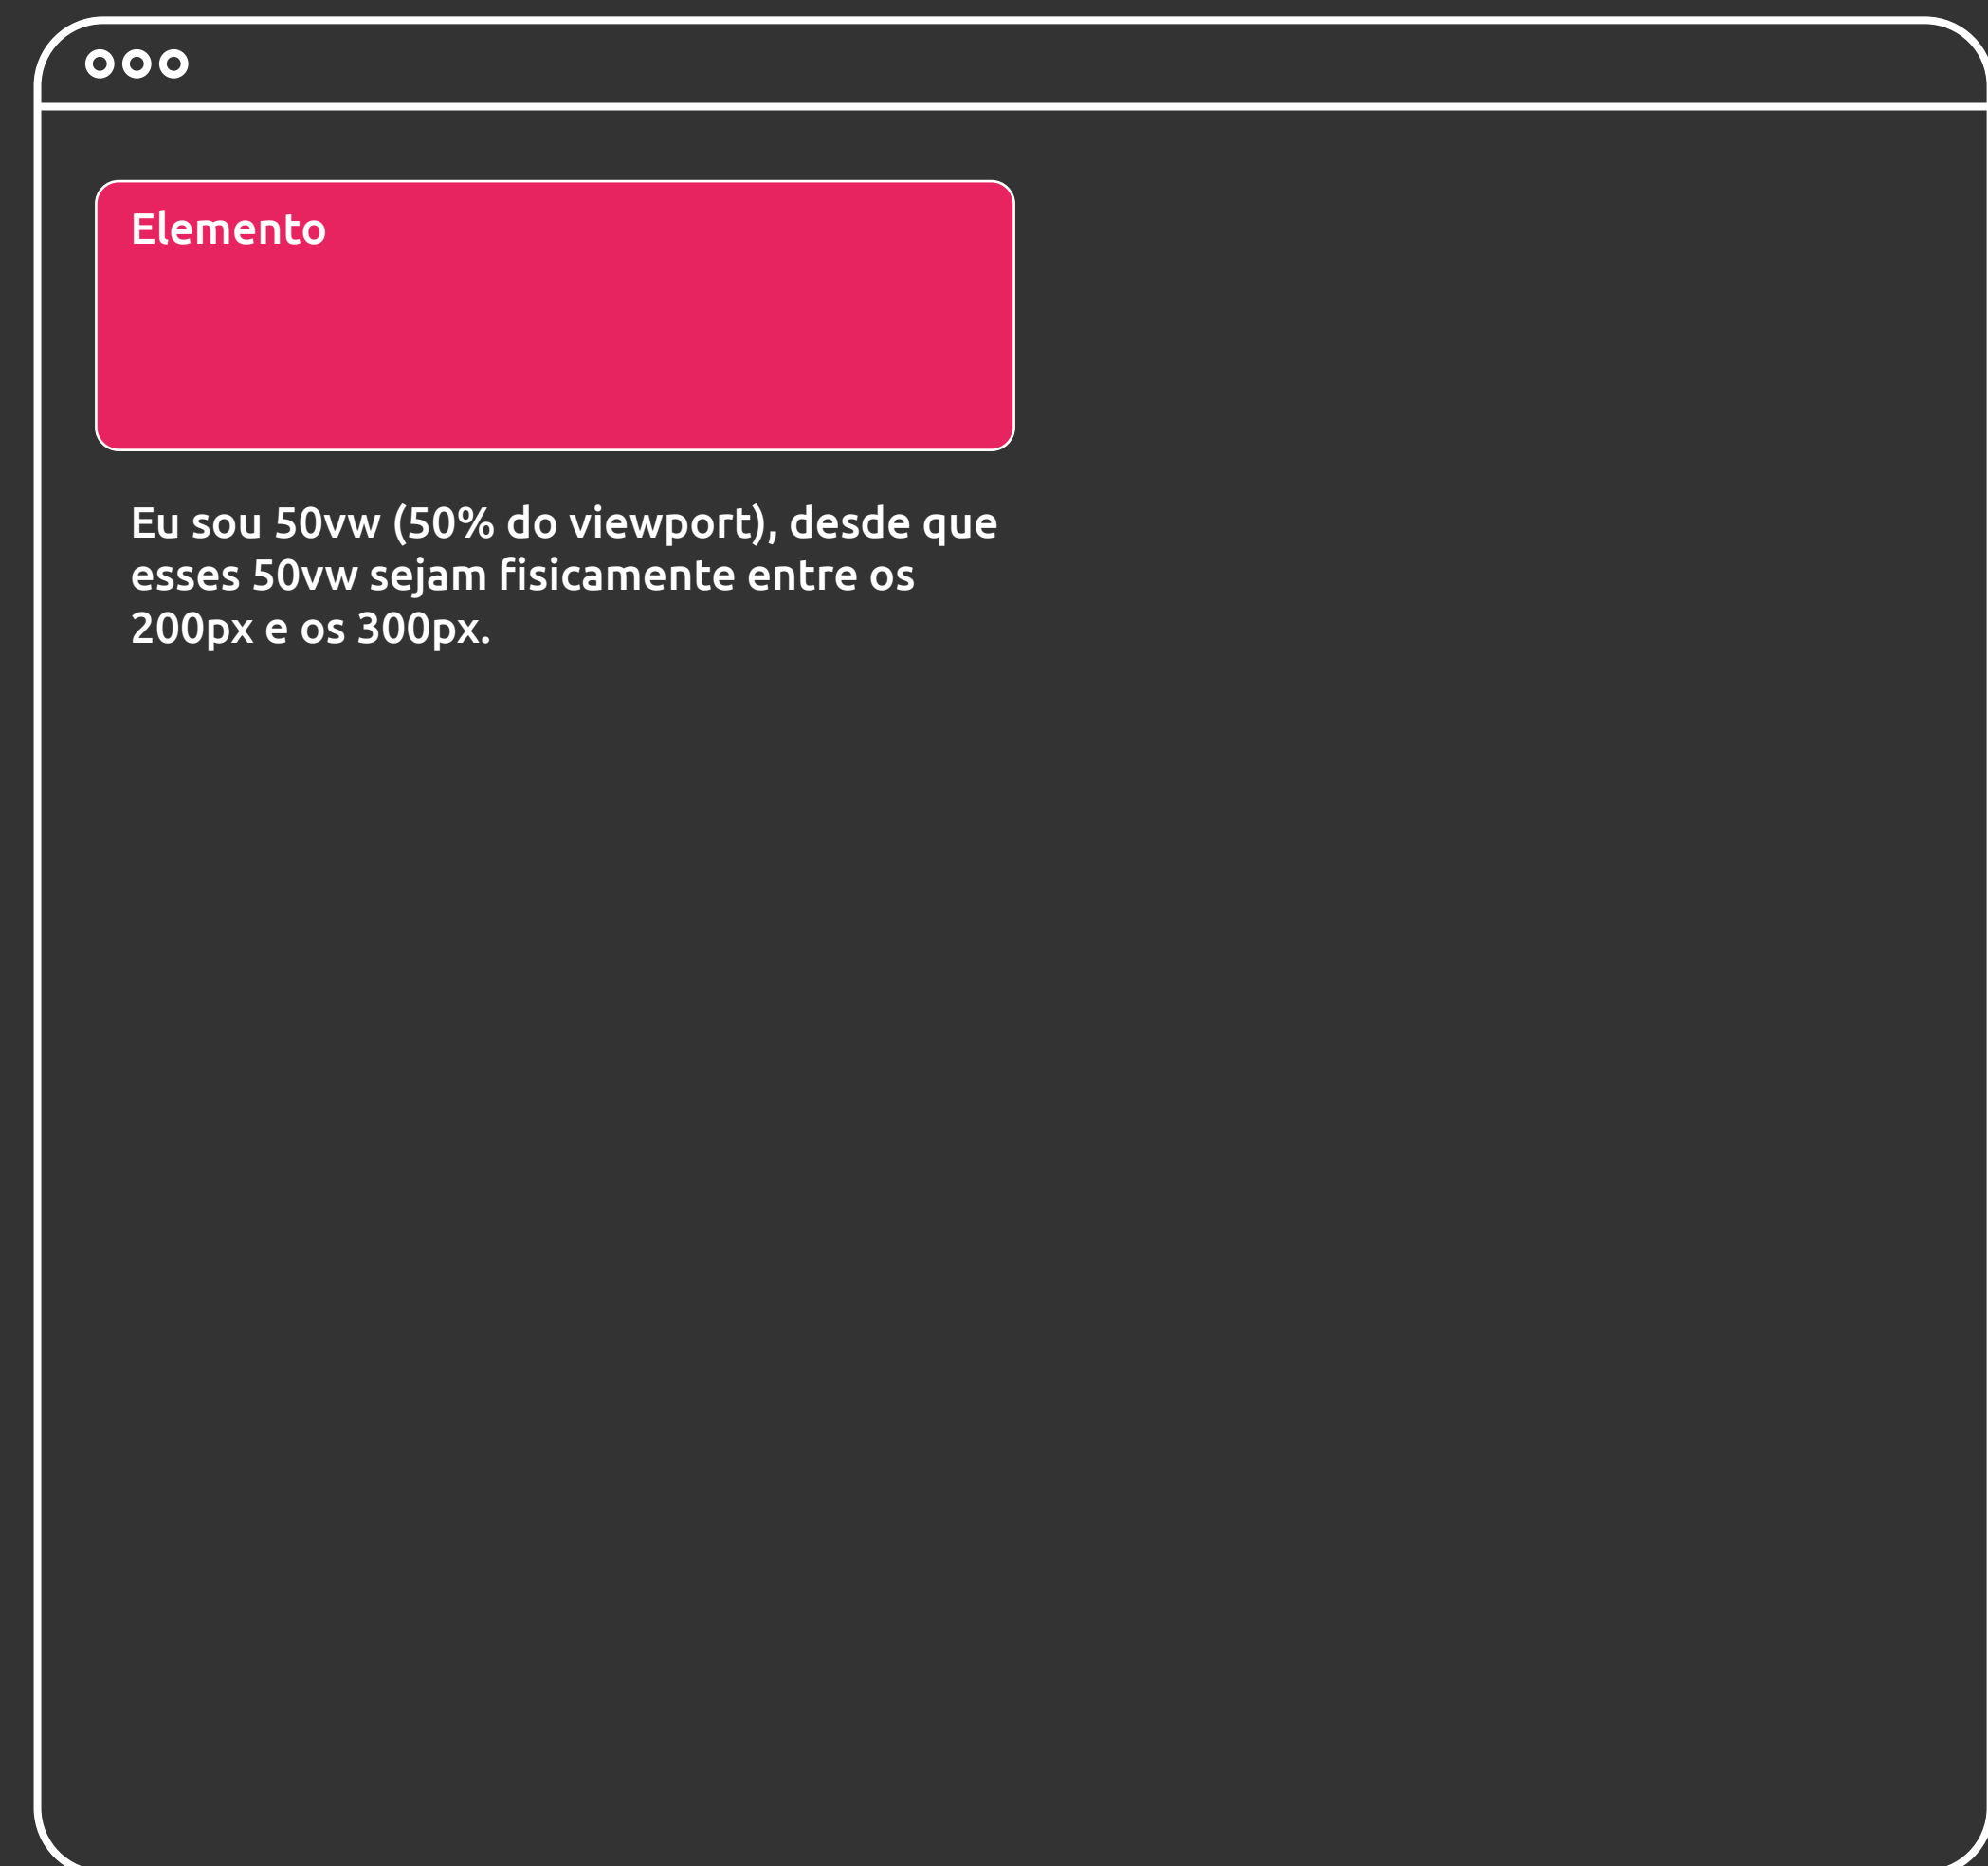 Elemento
Eu sou 50vw (50% do viewport), desde que
esses 50vw sejam fisicamente entre os
200px e os 300px.